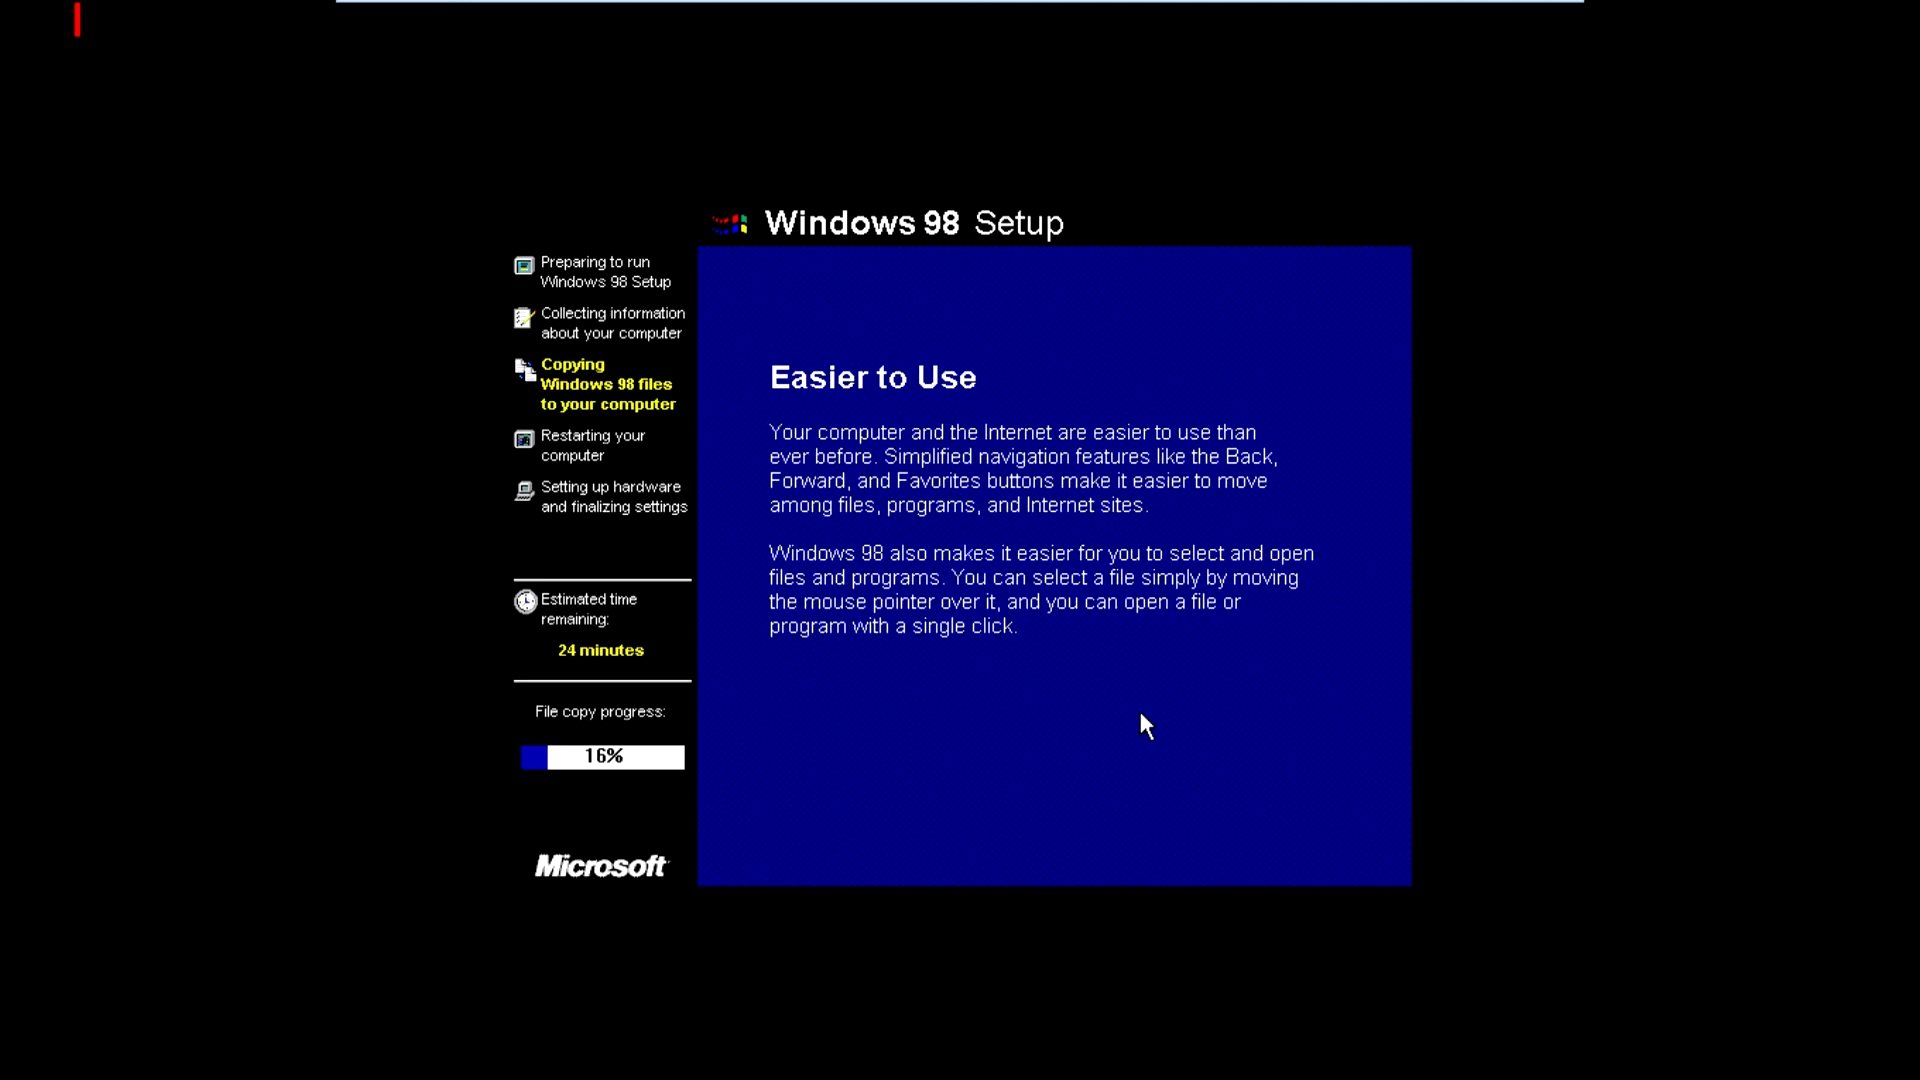 Windows 98 Setup
Preparing to run
Windows 98 Setup
Collecting information
about your computer
Copying
Windows 98 files
to your computer
Restarting your
computer
Setting up hardware
and finalizing settings
Estimated time
remaining:
24 minutes
File copy progress:
16%
Microsoft
Easier to Use
Your computer and the Internet are easier to use than
ever before. Simplified navigation features like the Back,
Forward, and Favorites buttons make it easier to move
among files, programs, and Internet sites.
Windows 98 also makes it easier for you to select and open
files and programs. You can select a file simply by moving
the mouse pointer over it, and you can open a file or
program with a single click.